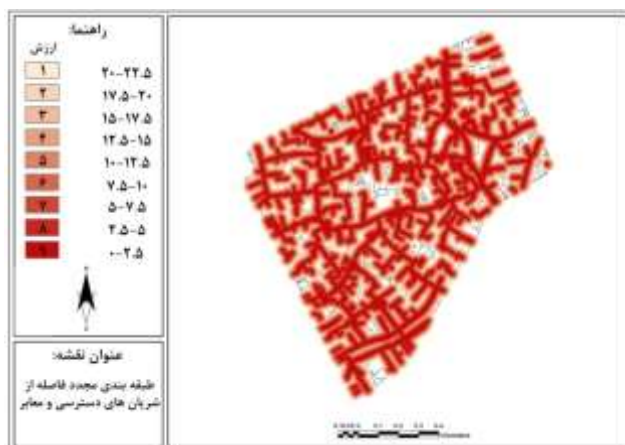 راهنما:
ارزش
۱ ۲۰-۲۲.۵
۲ ۱۷.۵-۲۰
۳ ۱۵-۱۷.۵
۴ ۱۲.۵-۱۵
۵ ۱۰-۱۲.۵
۶ ۷.۵-۱۰
۷ ۵-۷.۵
۸ ۲.۵-۵
۹ ۰-۲.۵
عنوان نقشه:
طبقه بندی مجدد فاصله از
شریان های دسترسی و معابر